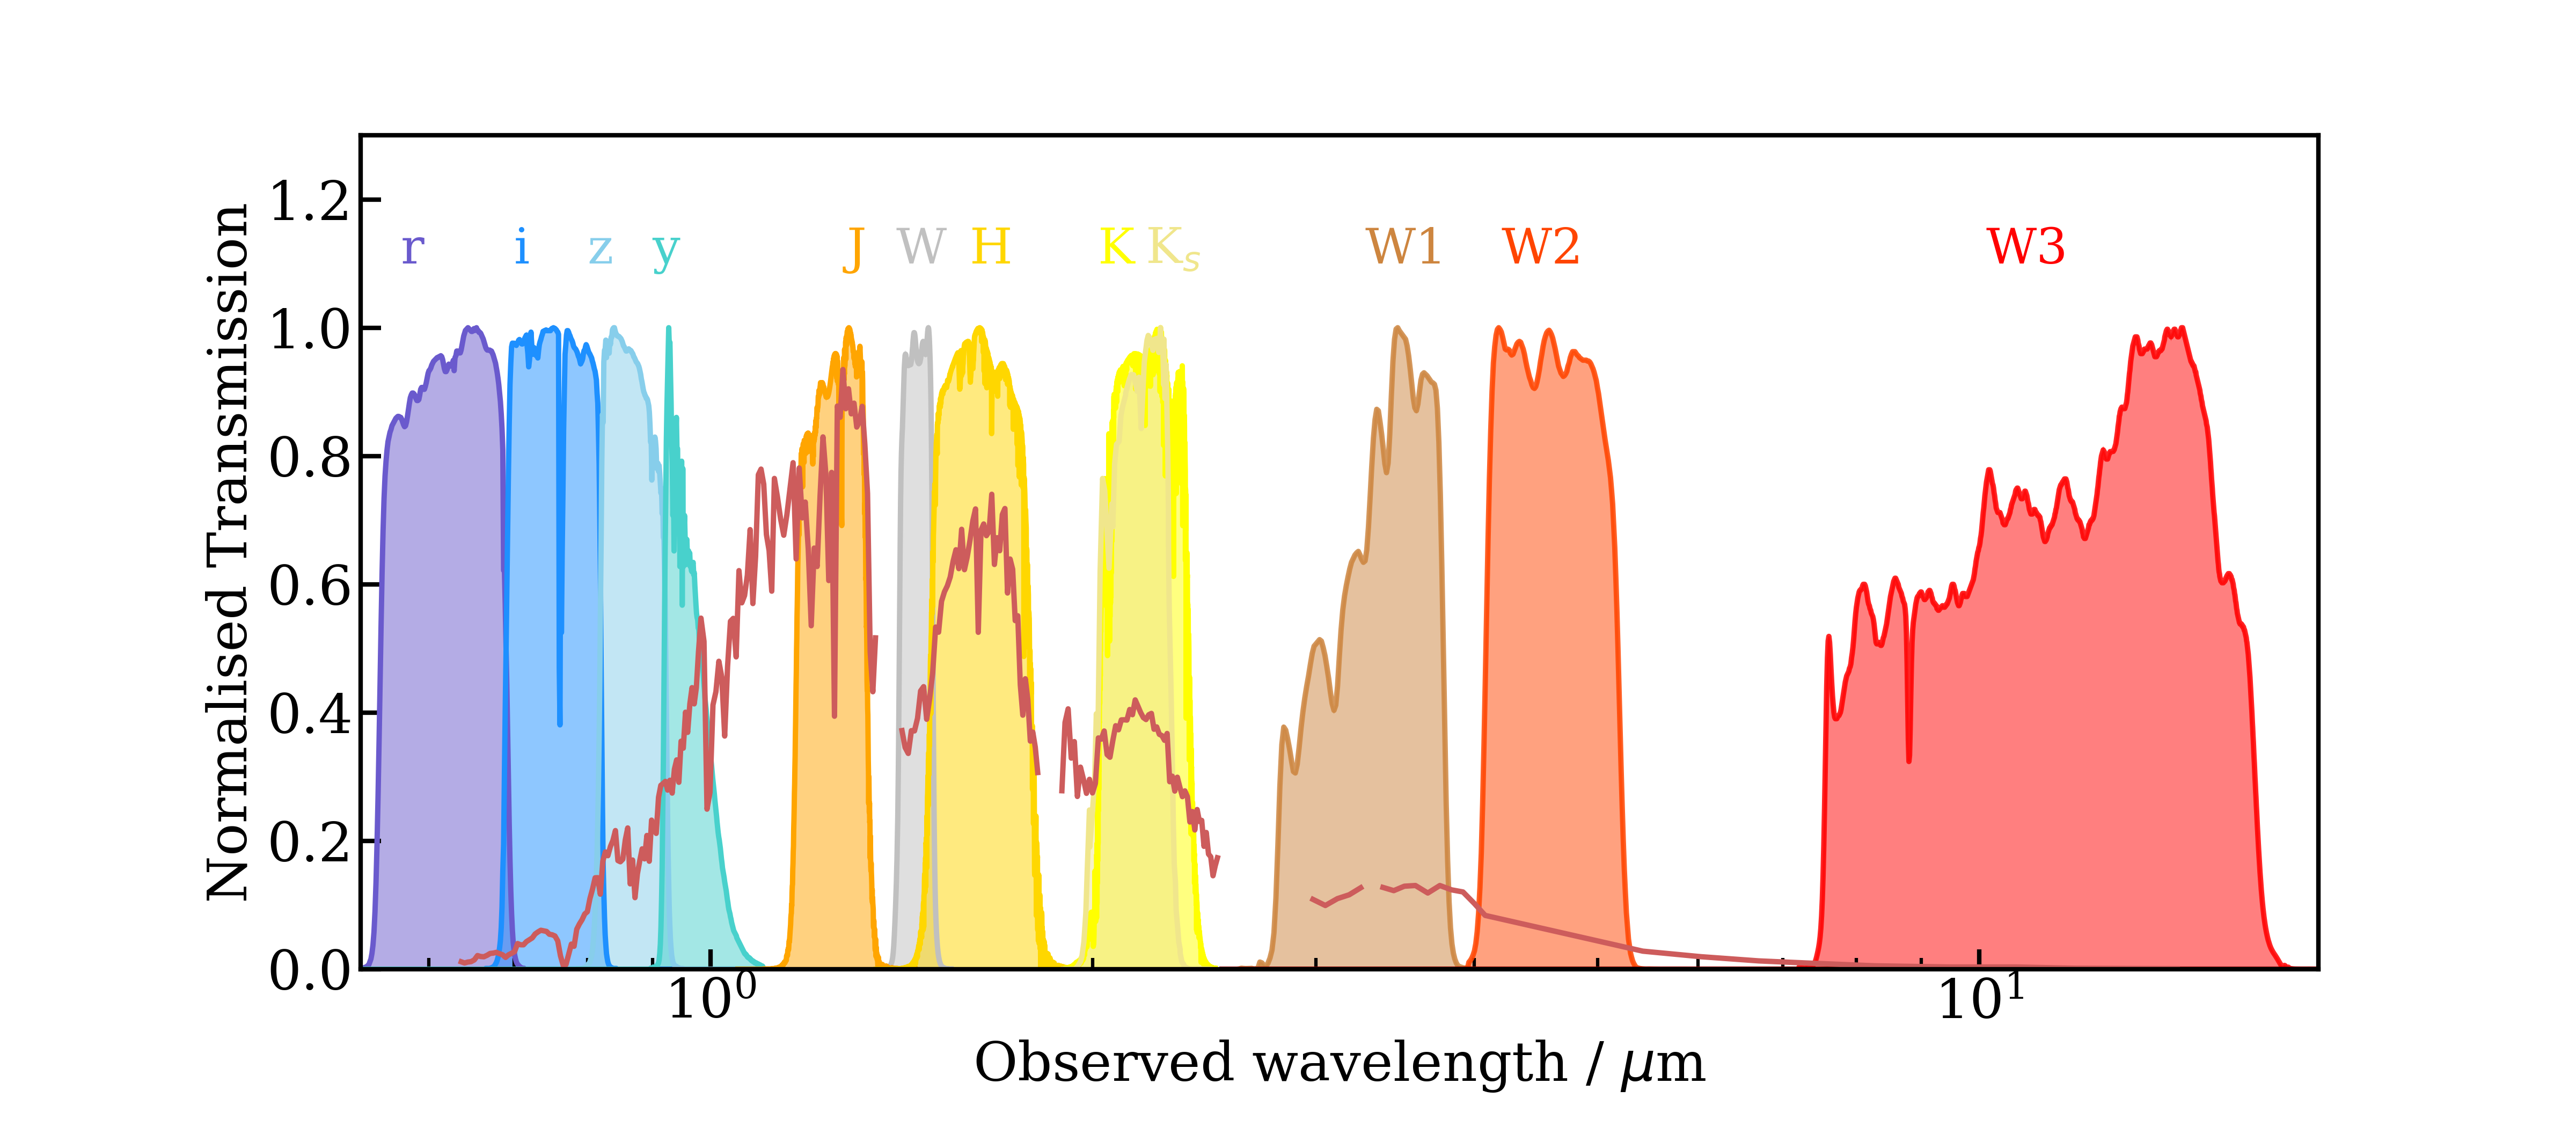 Normalised Transmission
1.2
1.0
0.8
0.6
0.4
0.2
0.0
r i z y J W H K Kₛ W1 W2 W3
10⁰ 10¹
Observed wavelength / μm